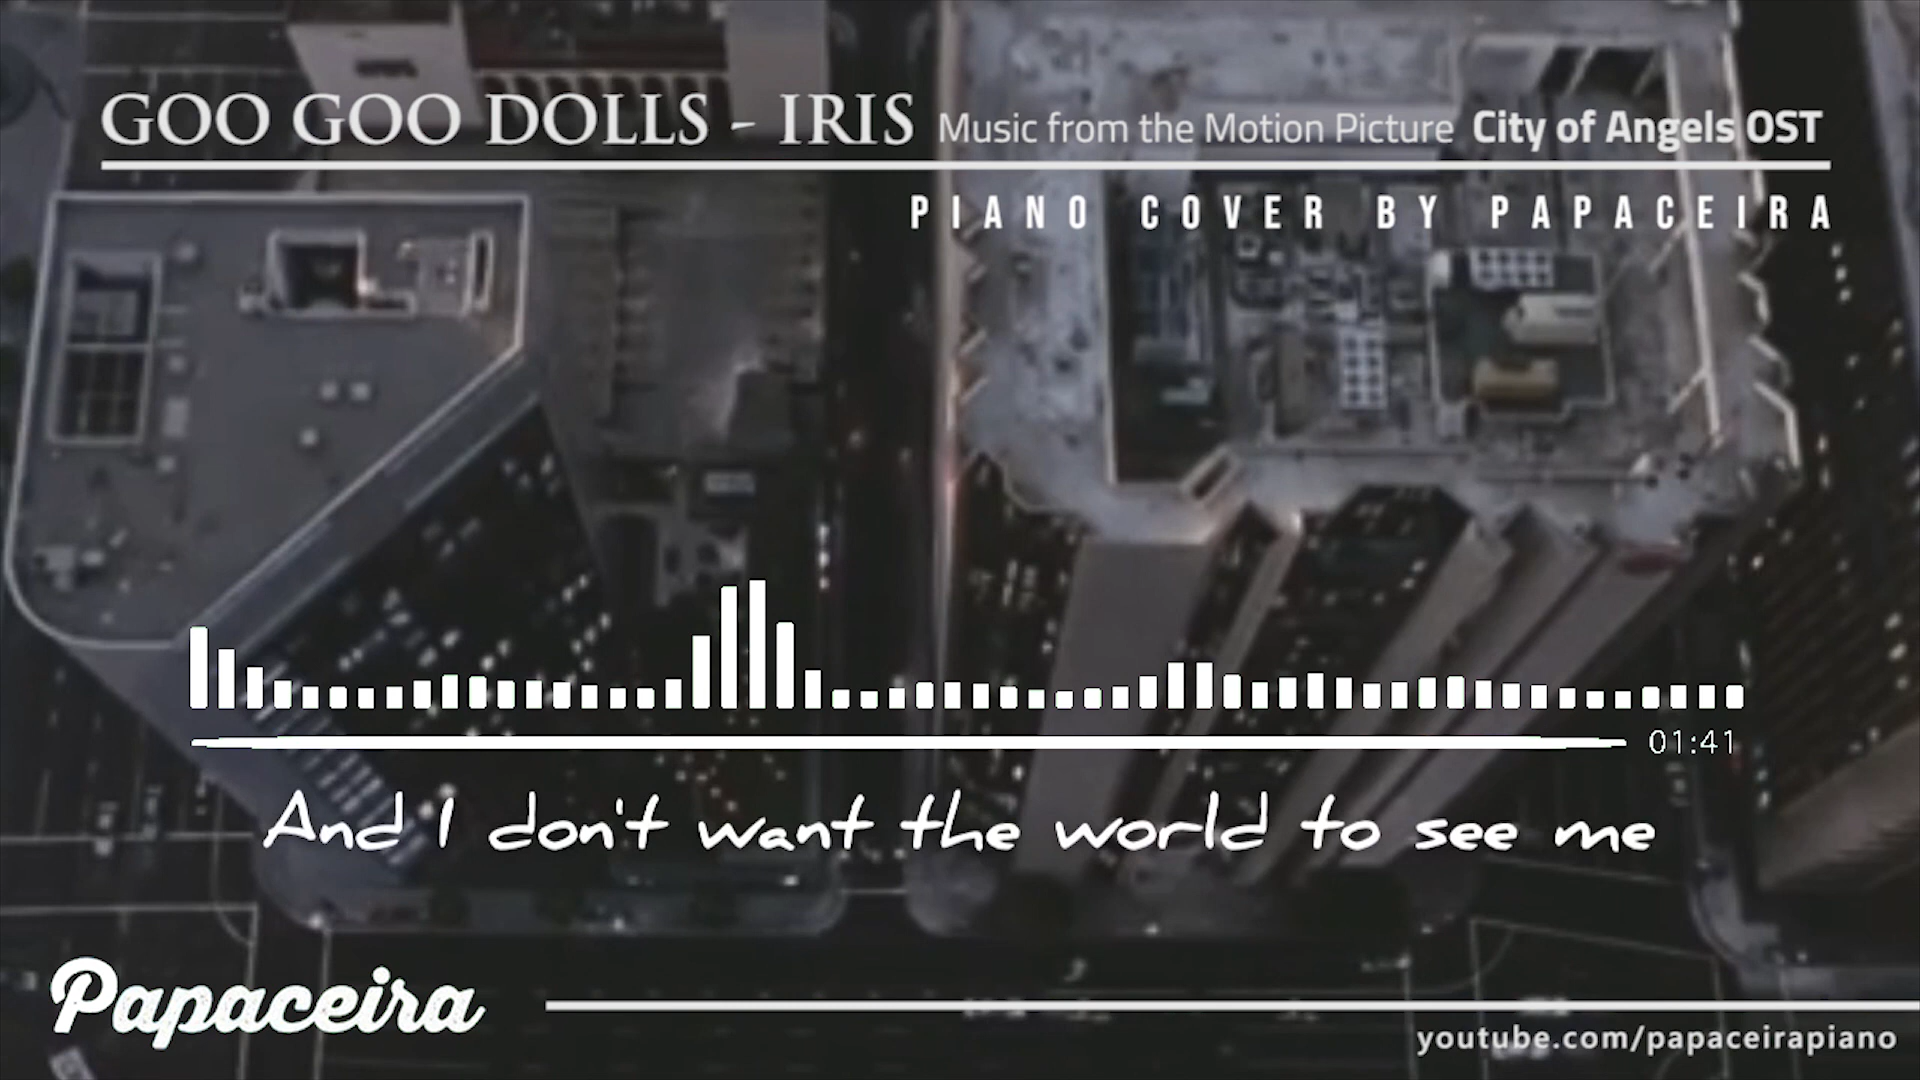 GOO GOO DOLLS - IRIS Music from the Motion Picture City of Angels OST
PIANO COVER BY PAPACEIRA
01:41
And I don't want the world to see me
Papaceira
youtube.com/papaceirapiano